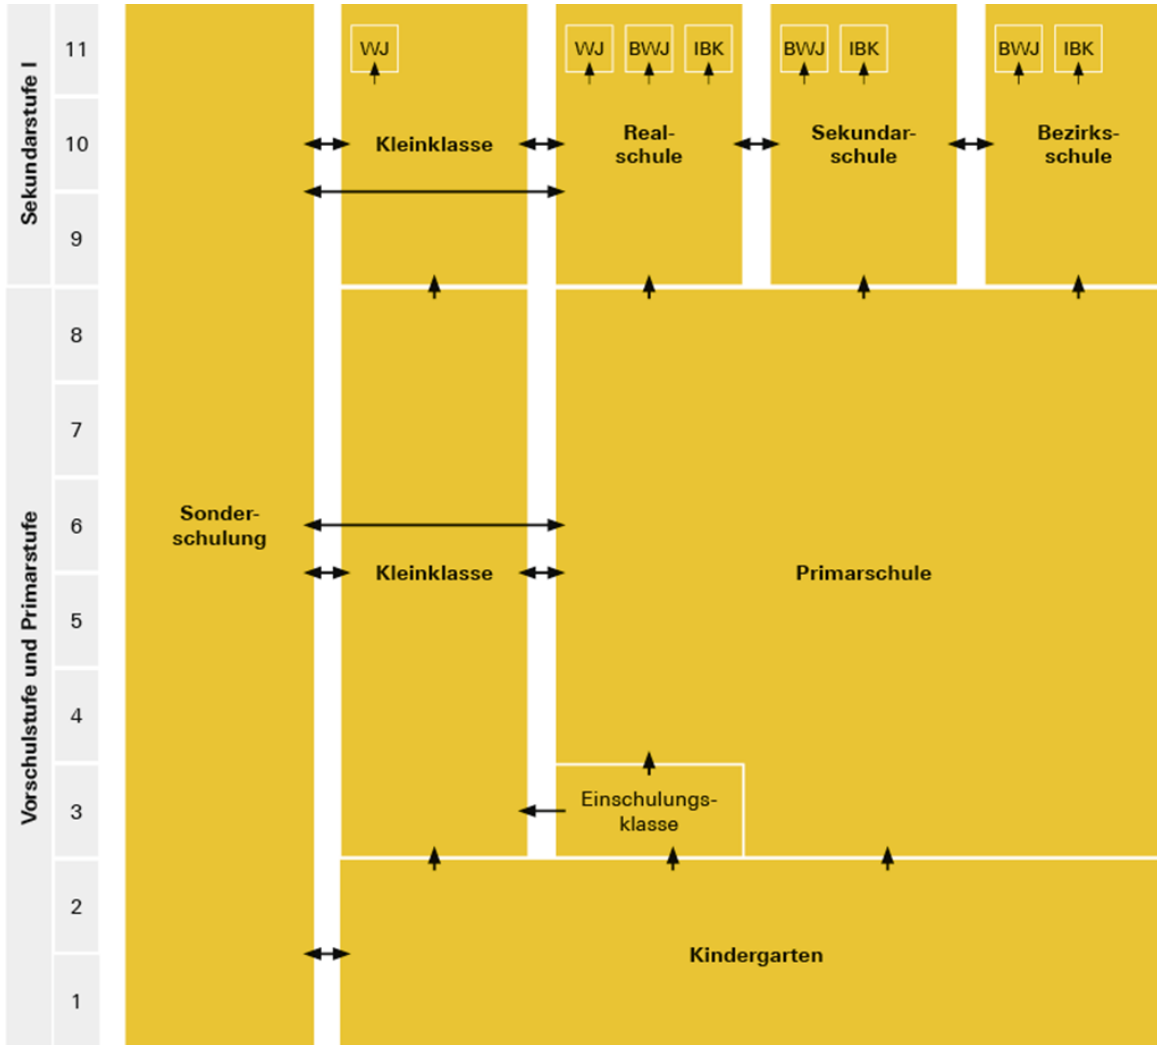 Sekundarstufe I
11
WJ
WJ
BWJ
IBK
BWJ
IBK
BWJ
IBK
10
Kleinklasse
Real-
schule
Sekundar-
schule
Bezirks-
schule
9
Vorschulstufe und Primarstufe
8
7
6
Sonder-
schulung
Kleinklasse
Primarschule
5
4
3
Einschulungs-
klasse
2
Kindergarten
1